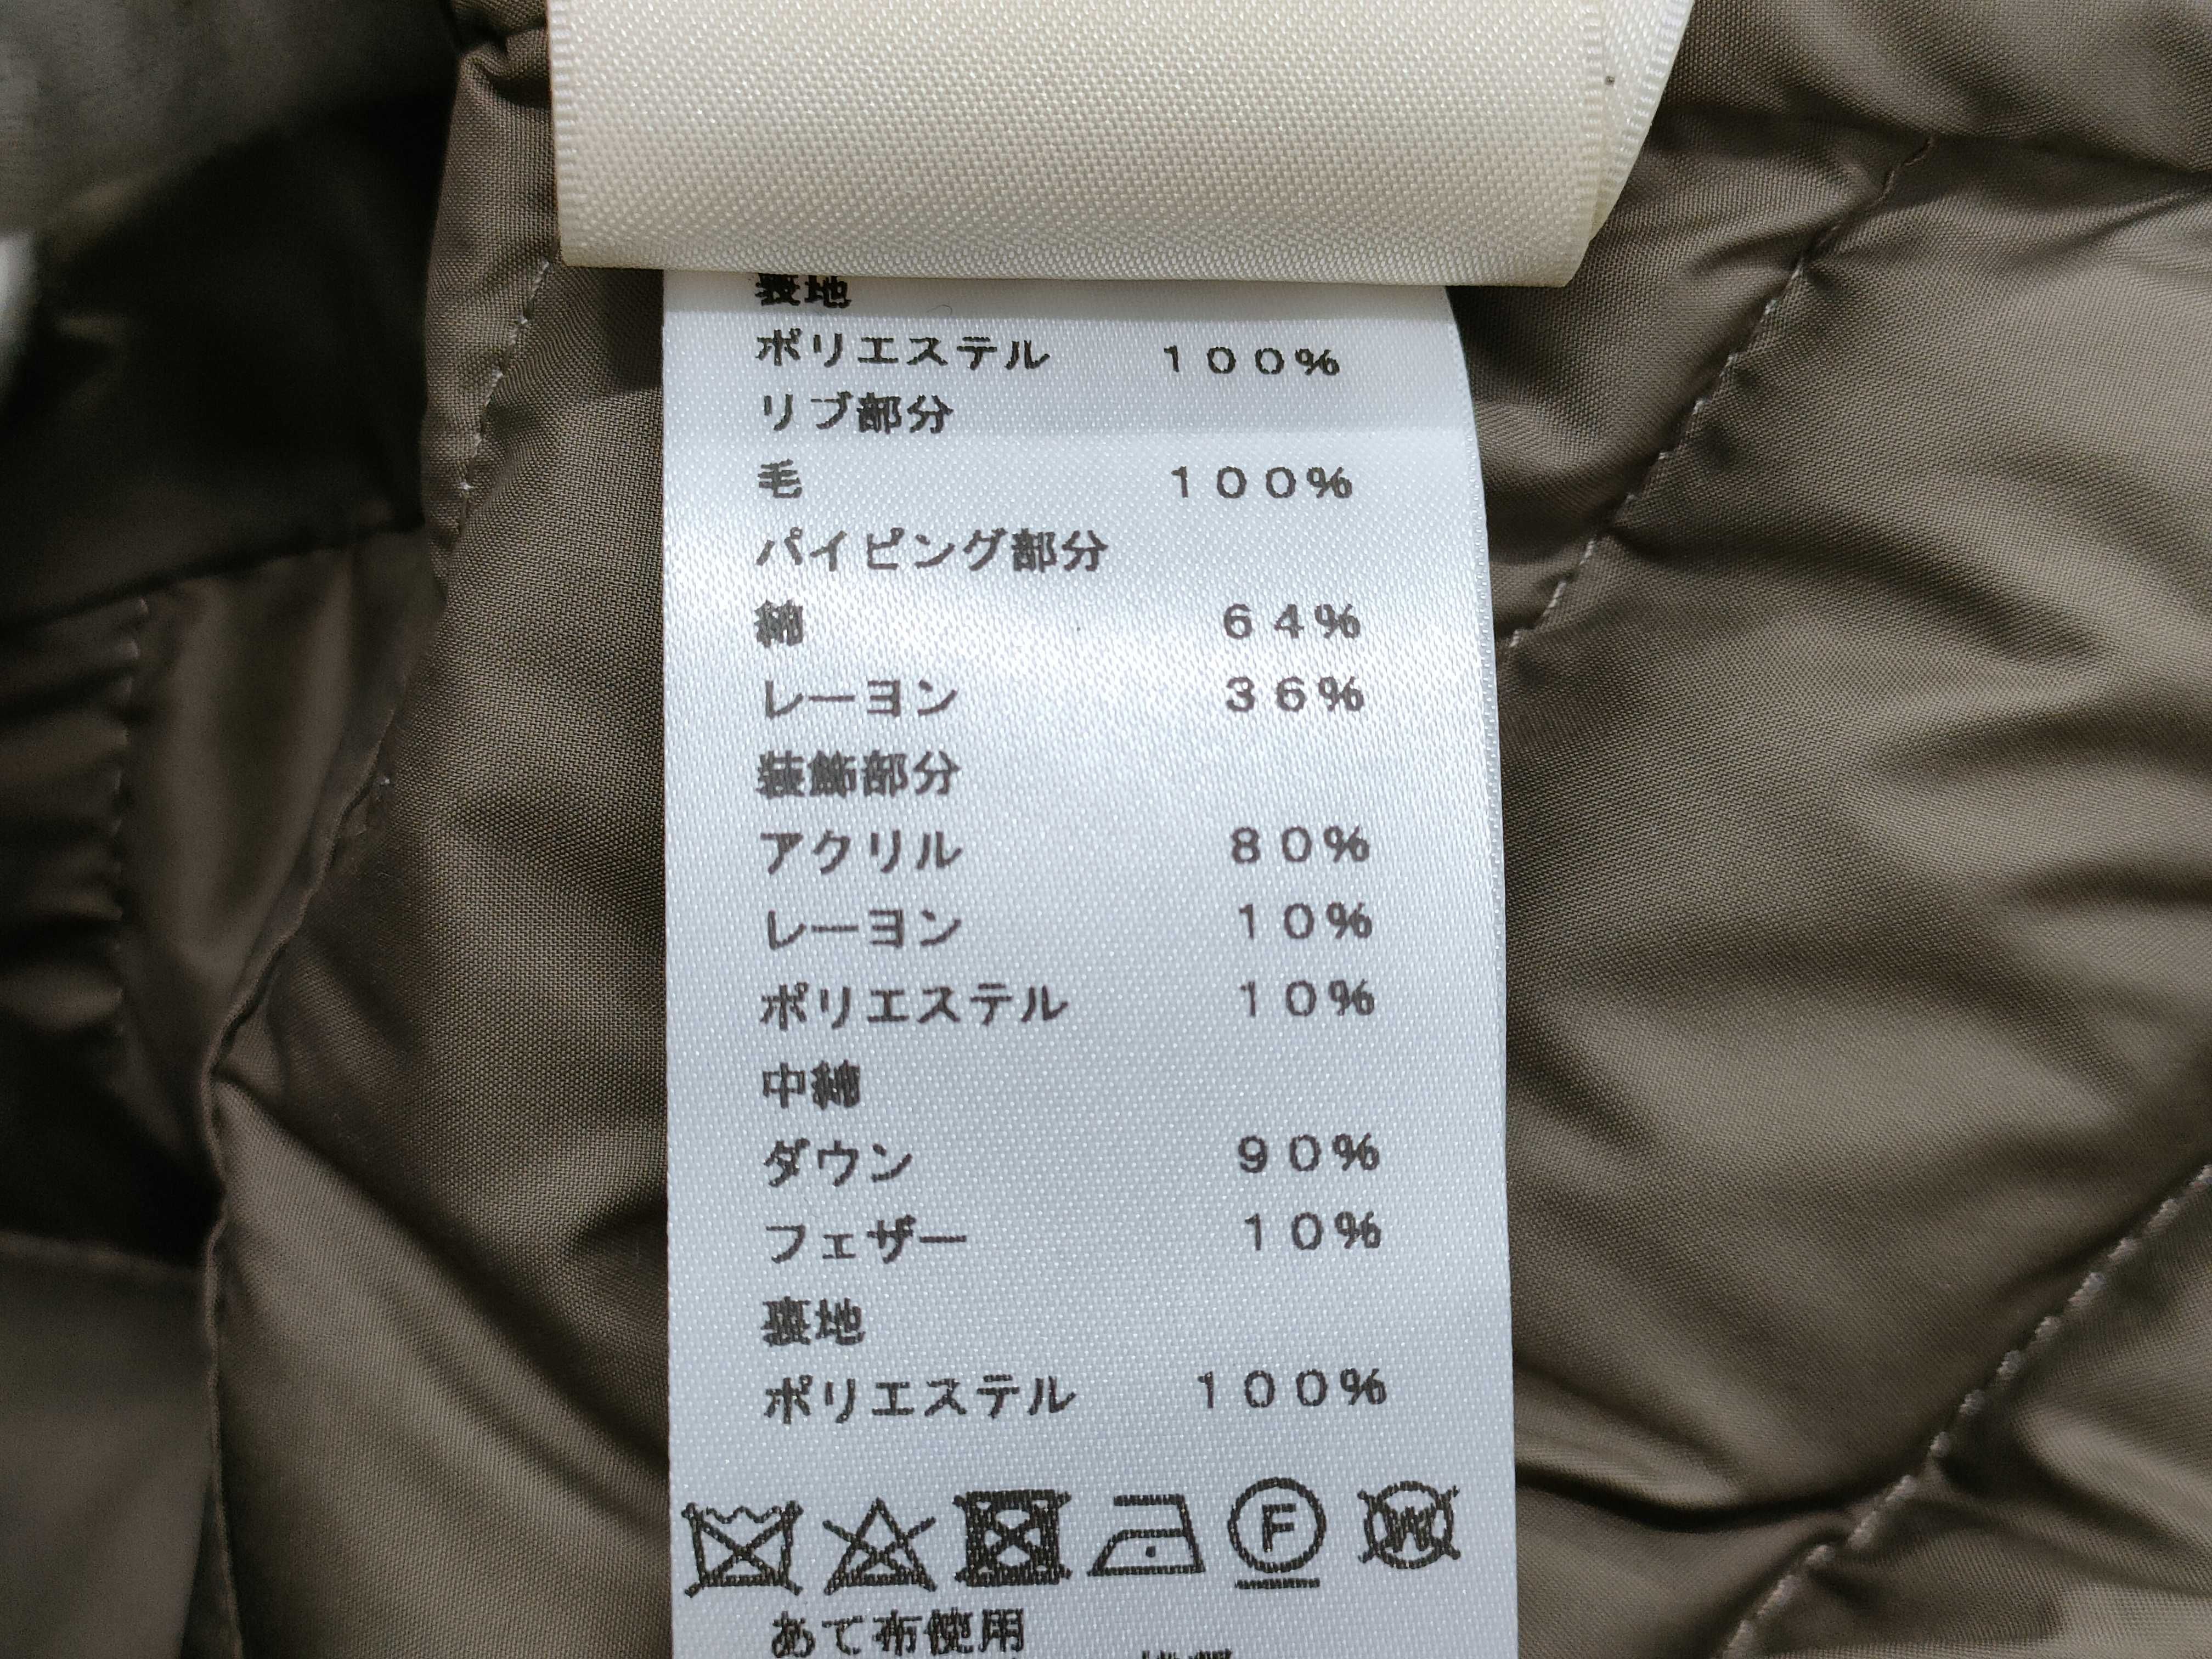 表地
ポリエステル 100%
リブ部分
毛 100%
パイピング部分
綿 64%
レーヨン 36%
装飾部分
アクリル 80%
レーヨン 10%
ポリエステル 10%
中綿
ダウン 90%
フェザー 10%
裏地
ポリエステル 100%
F W
あて布使用